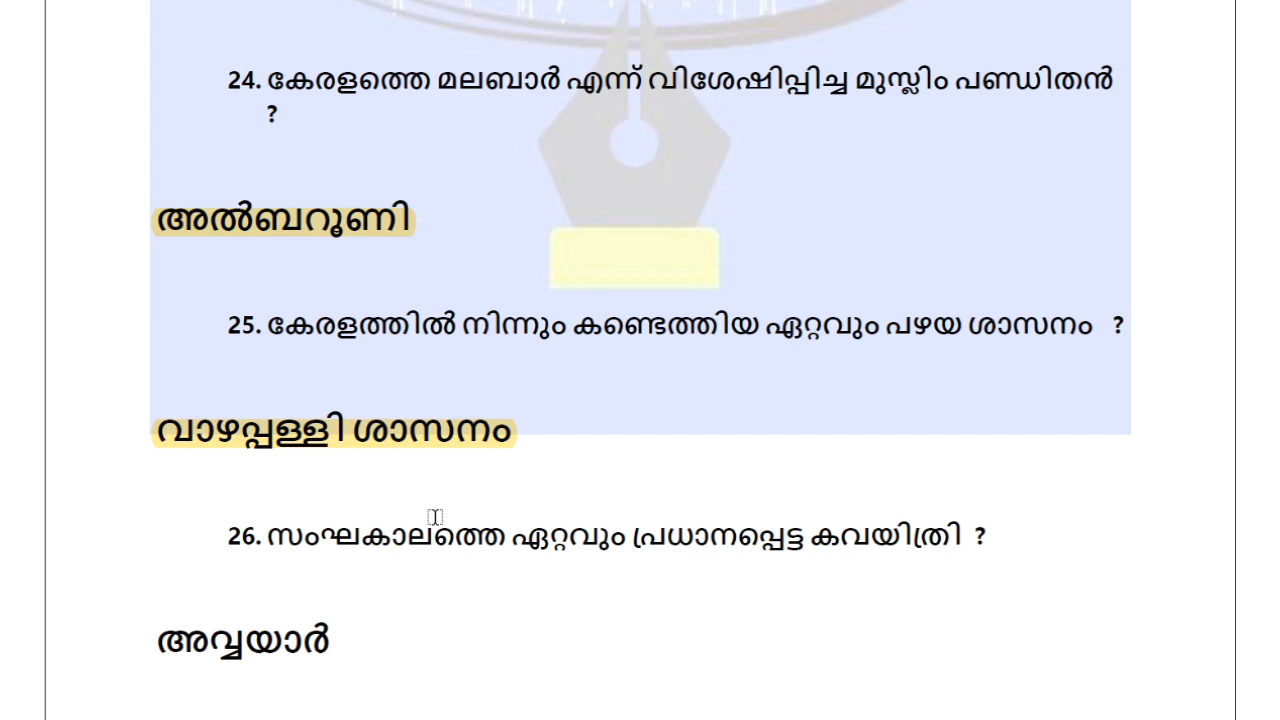 24. കേരളത്തെ മലബാർ എന്ന് വിശേഷിപ്പിച്ച മുസ്ലിം പണ്ഡിതൻ
?
അൽബറൂണി
25. കേരളത്തിൽ നിന്നും കണ്ടെത്തിയ ഏറ്റവും പഴയ ശാസനം ?
വാഴപ്പള്ളി ശാസനം
26. സംഘകാലത്തെ ഏറ്റവും പ്രധാനപ്പെട്ട കവയിത്രി ?
അവ്വയാർ